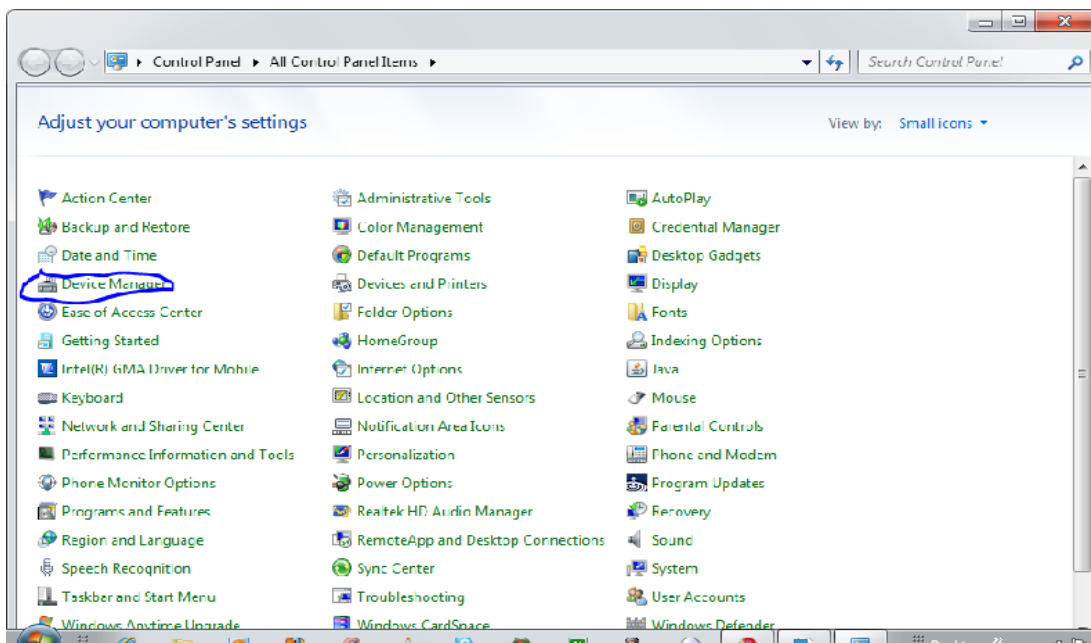 Control Panel ▸ All Control Panel Items ▸
Search Control Panel
Adjust your computer's settings
View by: Small icons
Action Center
Administrative Tools
AutoPlay
Backup and Restore
Color Management
Credential Manager
Date and Time
Default Programs
Desktop Gadgets
Device Manager
Devices and Printers
Display
Ease of Access Center
Folder Options
Fonts
Getting Started
HomeGroup
Indexing Options
Intel(R) GMA Driver for Mobile
Internet Options
Java
Keyboard
Location and Other Sensors
Mouse
Network and Sharing Center
Notification Area Icons
Parental Controls
Performance Information and Tools
Personalization
Phone and Modem
Phone Monitor Options
Power Options
Program Updates
Programs and Features
Realtek HD Audio Manager
Recovery
Region and Language
RemoteApp and Desktop Connections
Sound
Speech Recognition
Sync Center
System
Taskbar and Start Menu
Troubleshooting
User Accounts
Windows Anytime Upgrade
Windows CardSpace
Windows Defender